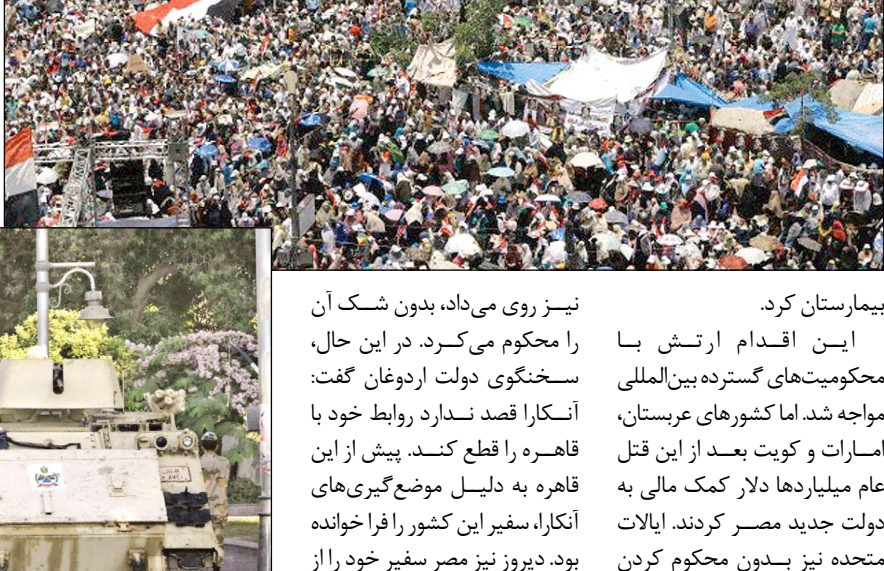 بیمارستان کرد.
این اقدام ارتش با
محکومیت‌های گسترده بین‌المللی
مواجه شد. اما کشورهای عربستان،
امارات و کویت بعد از این قتل
عام میلیاردها دلار کمک مالی به
دولت جدید مصر کردند. ایالات
متحده نیز بدون محکوم کردن
نیز روی می‌داد، بدون شک آن
را محکوم می‌کرد. در این حال،
سخنگوی دولت اردوغان گفت:
آنکارا قصد ندارد روابط خود با
قاهره را قطع کند. پیش از این
قاهره به دلیل موضع‌گیری‌های
آنکارا، سفیر این کشور را فرا خوانده
بود. دیروز نیز مصر سفیر خود را از